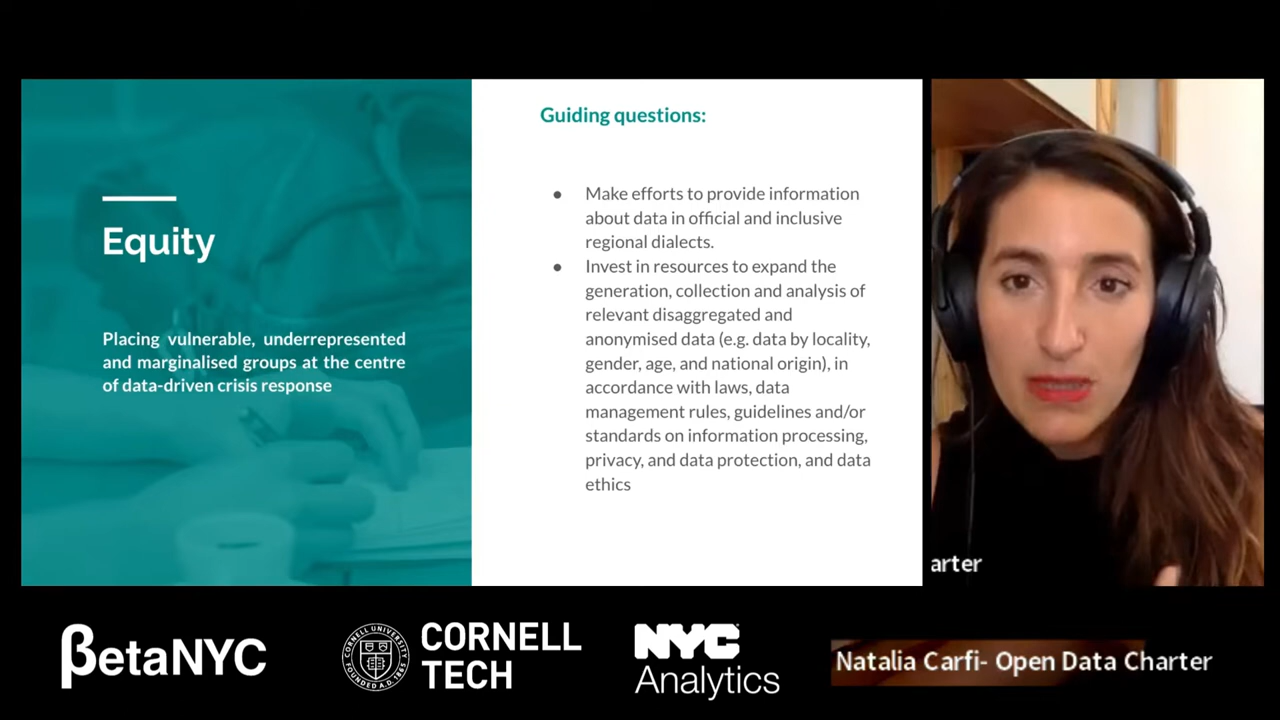 Equity
Placing vulnerable, underrepresented
and marginalised groups at the centre
of data-driven crisis response
Guiding questions:
● Make efforts to provide information
about data in official and inclusive
regional dialects.
● Invest in resources to expand the
generation, collection and analysis of
relevant disaggregated and
anonymised data (e.g. data by locality,
gender, age, and national origin), in
accordance with laws, data
management rules, guidelines and/or
standards on information processing,
privacy, and data protection, and data
ethics
arter
βetaNYC
CORNELL UNIVERSITY
FOUNDED A.D. 1865
CORNELL
TECH
NYC
Analytics
Natalia Carfi- Open Data Charter